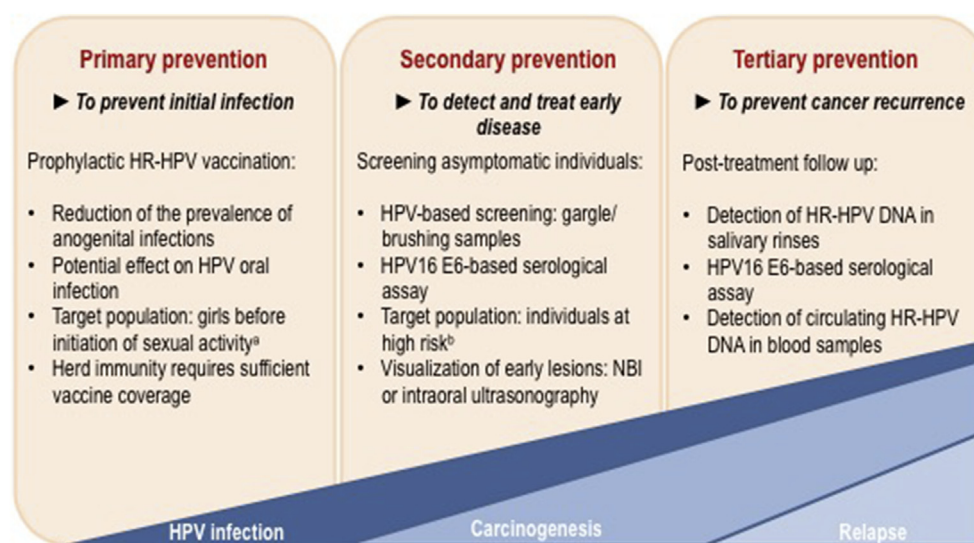 Primary prevention
► To prevent initial infection
Prophylactic HR-HPV vaccination:
• Reduction of the prevalence of
anogenital infections
• Potential effect on HPV oral
infection
• Target population: girls before
initiation of sexual activityᵃ
• Herd immunity requires sufficient
vaccine coverage
Secondary prevention
► To detect and treat early
disease
Screening asymptomatic individuals:
• HPV-based screening: gargle/
brushing samples
• HPV16 E6-based serological
assay
• Target population: individuals at
high riskᵇ
• Visualization of early lesions: NBI
or intraoral ultrasonography
Tertiary prevention
► To prevent cancer recurrence
Post-treatment follow up:
• Detection of HR-HPV DNA in
salivary rinses
• HPV16 E6-based serological
assay
• Detection of circulating HR-HPV
DNA in blood samples
HPV infection
Carcinogenesis
Relapse